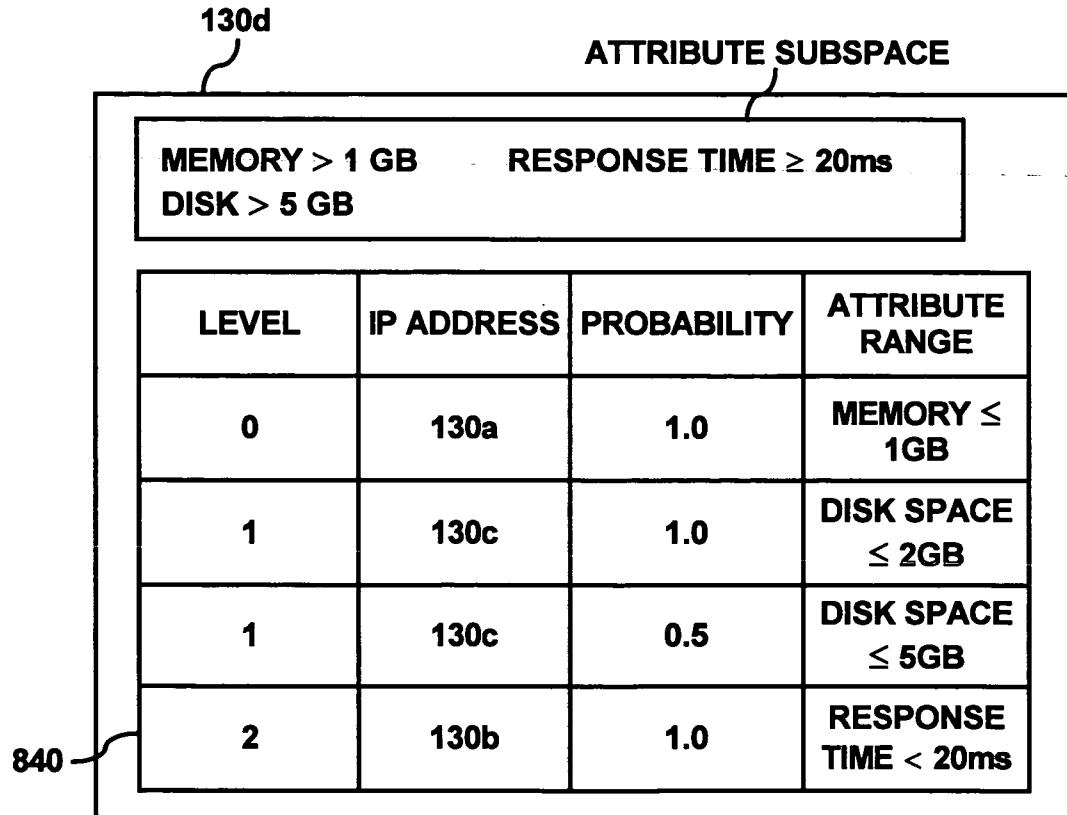 130d
ATTRIBUTE SUBSPACE
MEMORY > 1 GB RESPONSE TIME ≥ 20ms
DISK > 5 GB
LEVEL IP ADDRESS PROBABILITY ATTRIBUTE RANGE
0 130a 1.0 MEMORY ≤ 1GB
1 130c 1.0 DISK SPACE ≤ 2GB
1 130c 0.5 DISK SPACE ≤ 5GB
2 130b 1.0 RESPONSE TIME < 20ms
840